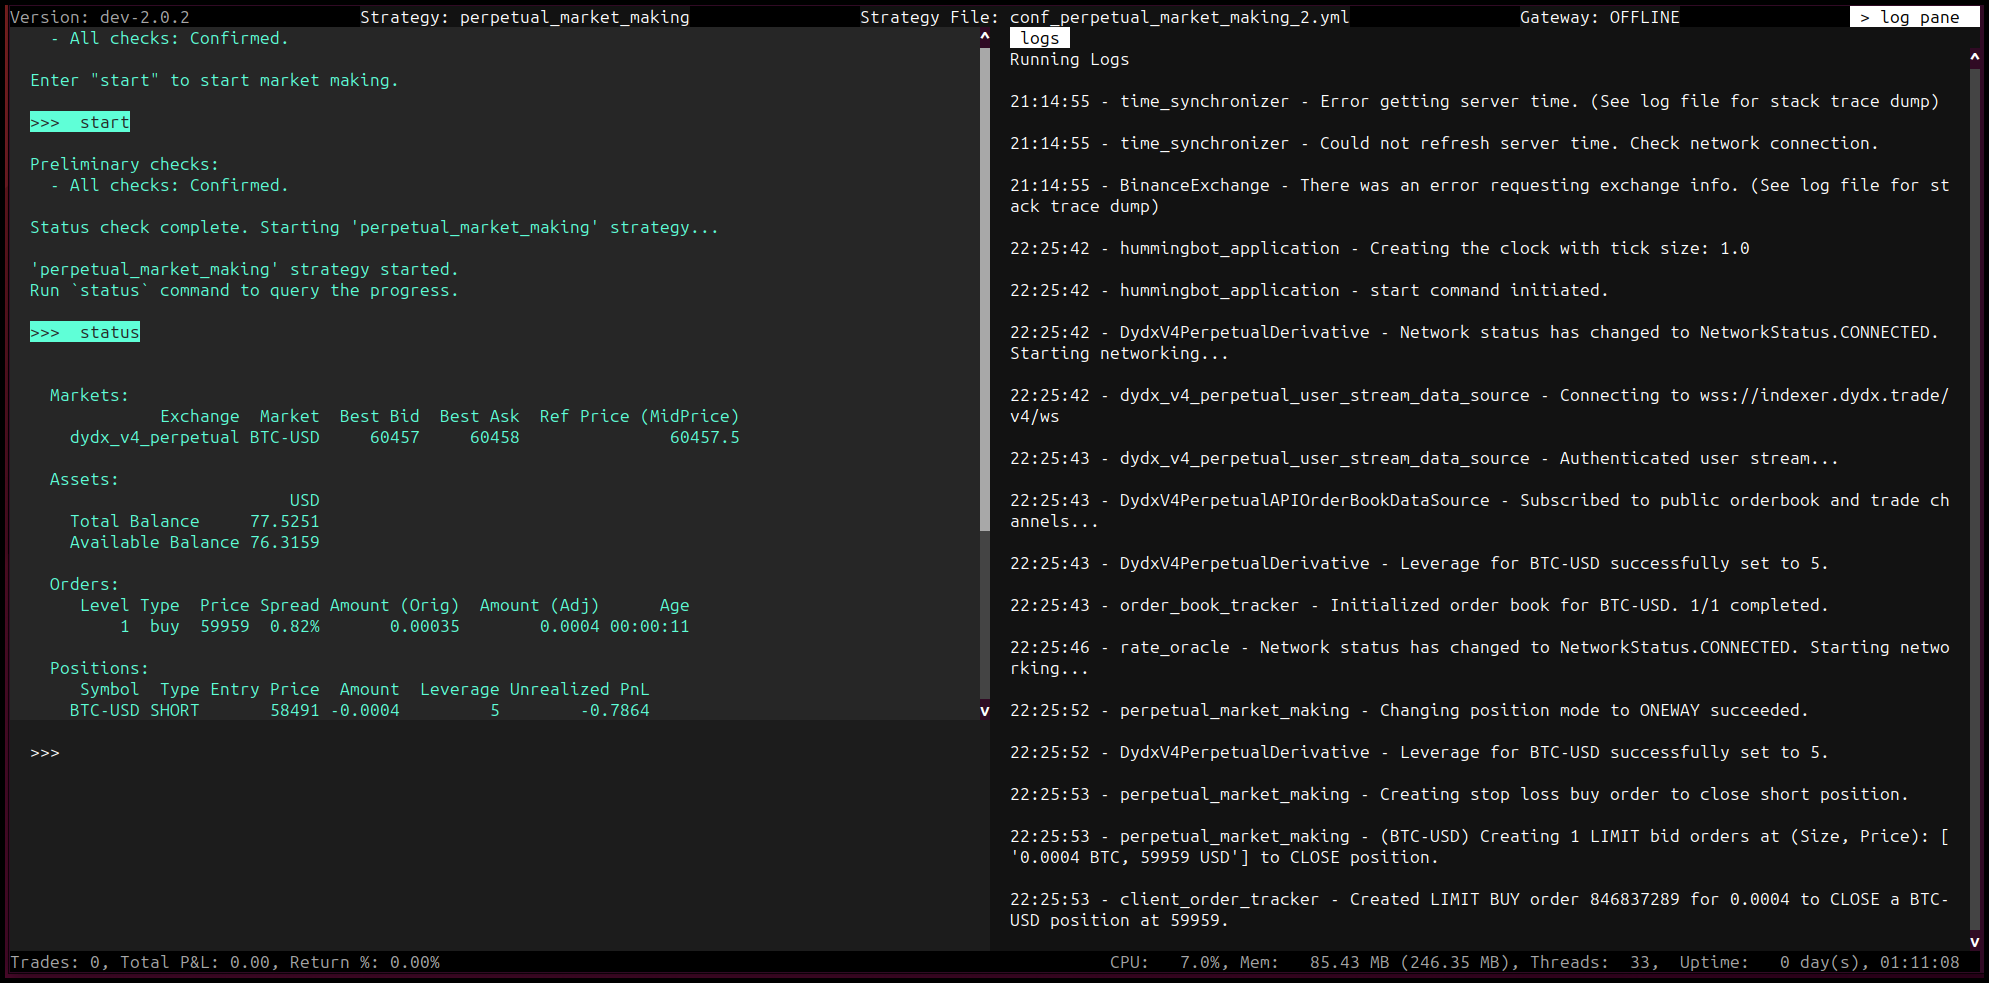 Version: dev-2.0.2 Strategy: perpetual_market_making Strategy File: conf_perpetual_market_making_2.yml Gateway: OFFLINE > log pane
- All checks: Confirmed.
Enter "start" to start market making.
>>> start
Preliminary checks:
- All checks: Confirmed.
Status check complete. Starting 'perpetual_market_making' strategy...
'perpetual_market_making' strategy started.
Run `status` command to query the progress.
>>> status
Markets:
Exchange Market Best Bid Best Ask Ref Price (MidPrice)
dydx_v4_perpetual BTC-USD 60457 60458 60457.5
Assets:
USD
Total Balance 77.5251
Available Balance 76.3159
Orders:
Level Type Price Spread Amount (Orig) Amount (Adj) Age
1 buy 59959 0.82% 0.00035 0.0004 00:00:11
Positions:
Symbol Type Entry Price Amount Leverage Unrealized PnL
BTC-USD SHORT 58491 -0.0004 5 -0.7864
>>>
^
v
logs
Running Logs
21:14:55 - time_synchronizer - Error getting server time. (See log file for stack trace dump)
21:14:55 - time_synchronizer - Could not refresh server time. Check network connection.
21:14:55 - BinanceExchange - There was an error requesting exchange info. (See log file for st
ack trace dump)
22:25:42 - hummingbot_application - Creating the clock with tick size: 1.0
22:25:42 - hummingbot_application - start command initiated.
22:25:42 - DydxV4PerpetualDerivative - Network status has changed to NetworkStatus.CONNECTED.
Starting networking...
22:25:42 - dydx_v4_perpetual_user_stream_data_source - Connecting to wss://indexer.dydx.trade/
v4/ws
22:25:43 - dydx_v4_perpetual_user_stream_data_source - Authenticated user stream...
22:25:43 - DydxV4PerpetualAPIOrderBookDataSource - Subscribed to public orderbook and trade ch
annels...
22:25:43 - DydxV4PerpetualDerivative - Leverage for BTC-USD successfully set to 5.
22:25:43 - order_book_tracker - Initialized order book for BTC-USD. 1/1 completed.
22:25:46 - rate_oracle - Network status has changed to NetworkStatus.CONNECTED. Starting netwo
rking...
22:25:52 - perpetual_market_making - Changing position mode to ONEWAY succeeded.
22:25:52 - DydxV4PerpetualDerivative - Leverage for BTC-USD successfully set to 5.
22:25:53 - perpetual_market_making - Creating stop loss buy order to close short position.
22:25:53 - perpetual_market_making - (BTC-USD) Creating 1 LIMIT bid orders at (Size, Price): [
'0.0004 BTC, 59959 USD'] to CLOSE position.
22:25:53 - client_order_tracker - Created LIMIT BUY order 846837289 for 0.0004 to CLOSE a BTC-
USD position at 59959.
^
v
Trades: 0, Total P&L: 0.00, Return %: 0.00% CPU: 7.0%, Mem: 85.43 MB (246.35 MB), Threads: 33, Uptime: 0 day(s), 01:11:08